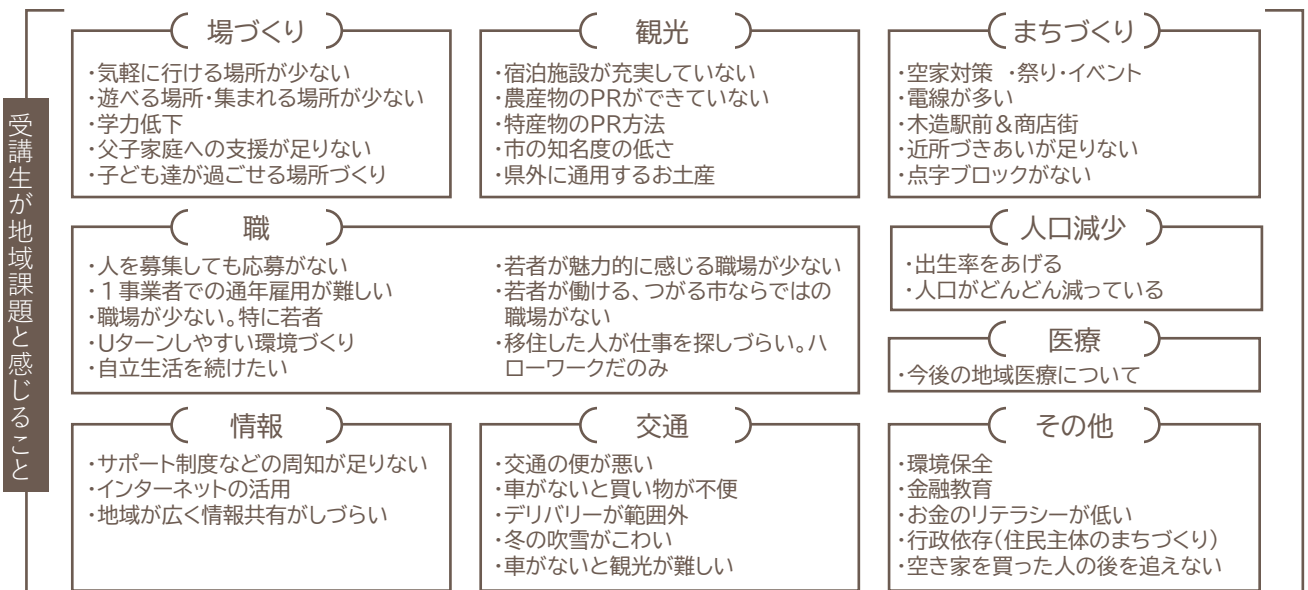 受講生が地域課題と感じること
場づくり
・気軽に行ける場所が少ない
・遊べる場所・集まれる場所が少ない
・学力低下
・父子家庭への支援が足りない
・子ども達が過ごせる場所づくり
観光
・宿泊施設が充実していない
・農産物のPRができていない
・特産物のPR方法
・市の知名度の低さ
・県外に通用するお土産
まちづくり
・空家対策 ・祭り・イベント
・電線が多い
・木造駅前&商店街
・近所づきあいが足りない
・点字ブロックがない
職
・人を募集しても応募がない
・1事業者での通年雇用が難しい
・職場が少ない。特に若者
・Uターンしやすい環境づくり
・自立生活を続けたい
・若者が魅力的に感じる職場が少ない
・若者が働ける、つがる市ならではの
職場がない
・移住した人が仕事を探しづらい。ハ
ローワークだのみ
人口減少
・出生率をあげる
・人口がどんどん減っている
医療
・今後の地域医療について
情報
・サポート制度などの周知が足りない
・インターネットの活用
・地域が広く情報共有がしづらい
交通
・交通の便が悪い
・車がないと買い物が不便
・デリバリーが範囲外
・冬の吹雪がこわい
・車がないと観光が難しい
その他
・環境保全
・金融教育
・お金のリテラシーが低い
・行政依存(住民主体のまちづくり)
・空き家を買った人の後を追えない